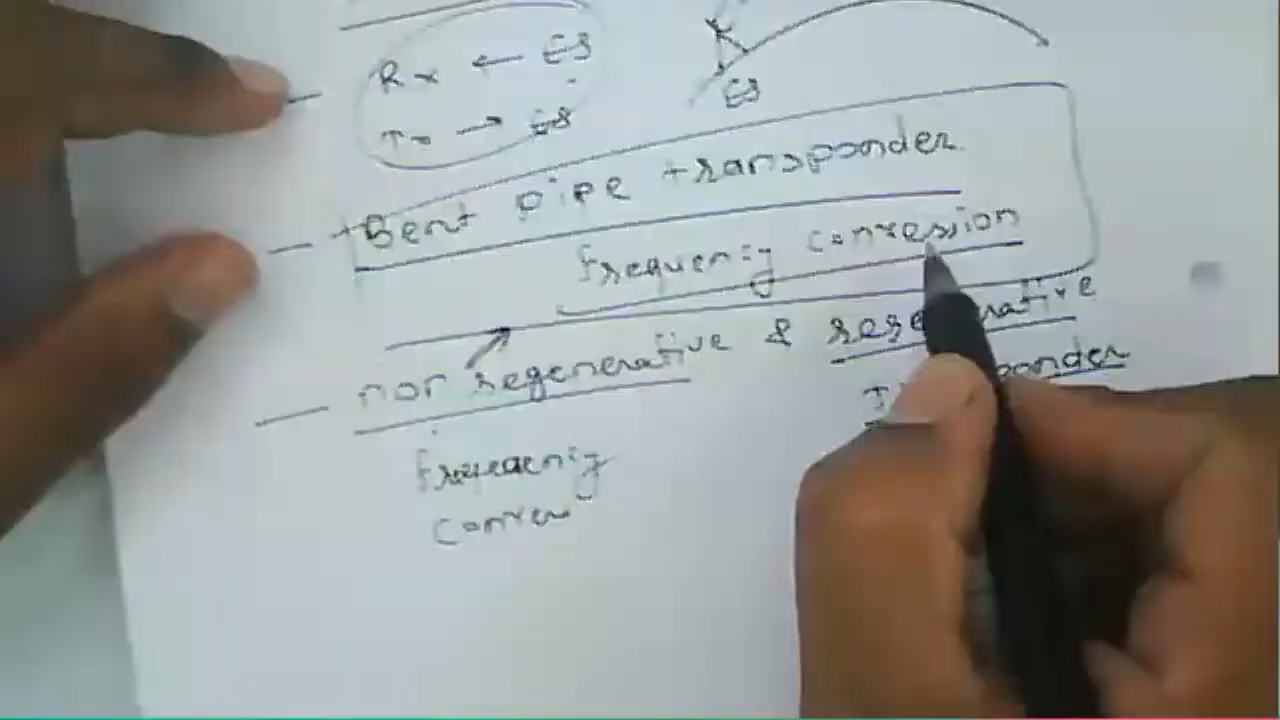 Rx ← ES
Tx → ES
ES
Bent pipe transponder
frequency conversion
non regenerative & regenerative
frequency
conver